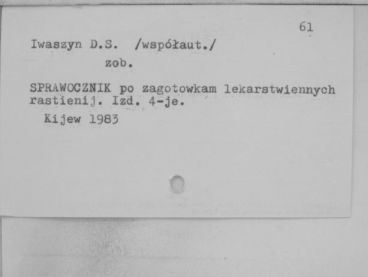 61
Iwaszyn D.S. /współaut./
zob.
SPRAWOCZNIK po zagotowkam lekarstwiennych
rastienij. Izd. 4-je.
Kijew 1983